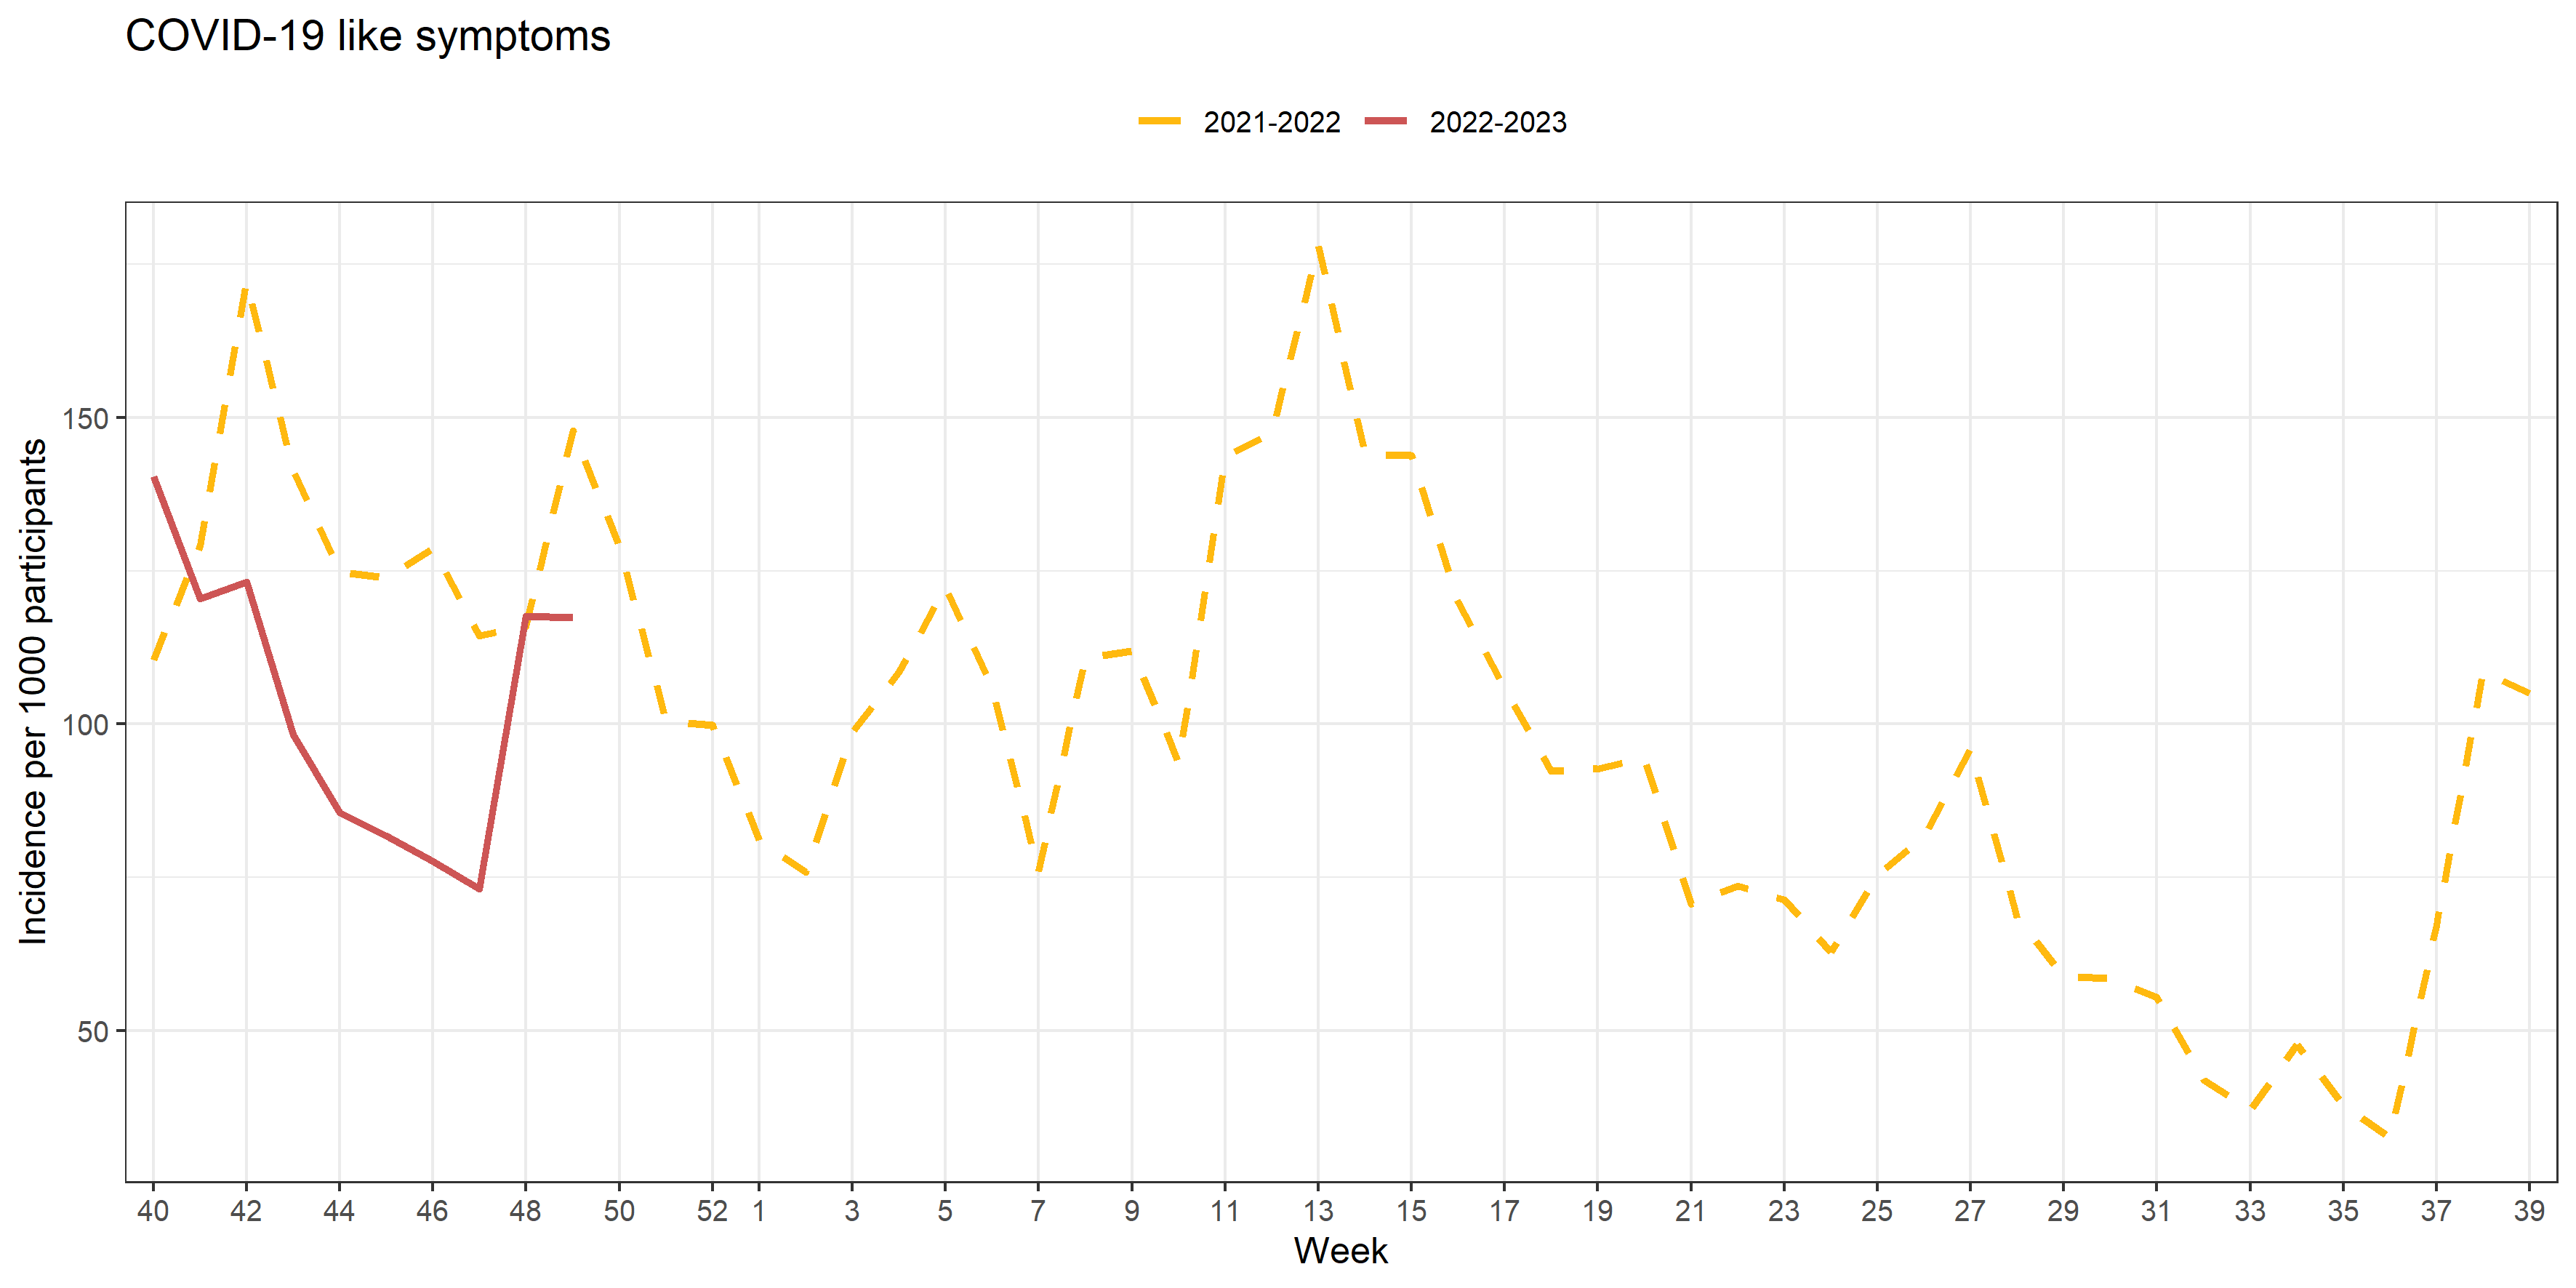 COVID-19 like symptoms
2021-2022 2022-2023
Incidence per 1000 participants
150
100
50
40 42 44 46 48 50 52 1 3 5 7 9 11 13 15 17 19 21 23 25 27 29 31 33 35 37 39
Week